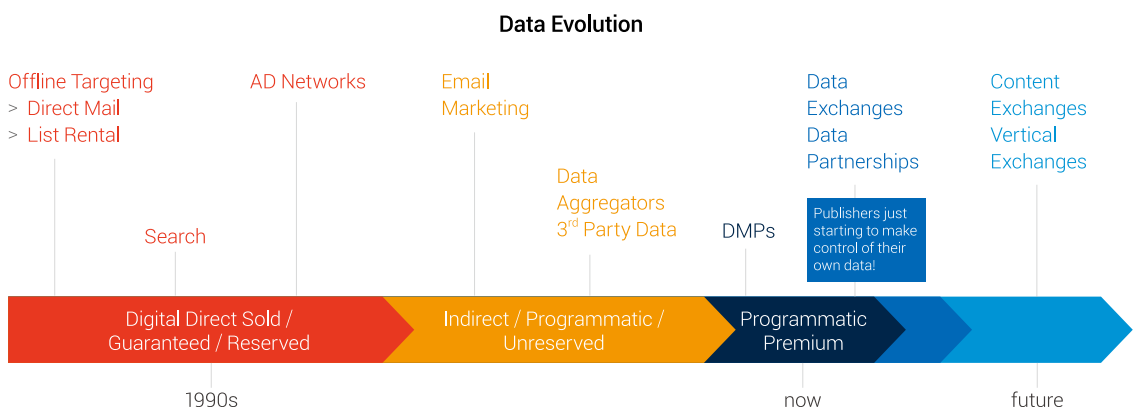 Data Evolution
Offline Targeting
> Direct Mail
> List Rental
AD Networks
Email
Marketing
Data
Exchanges
Data
Partnerships
Content
Exchanges
Vertical
Exchanges
Search
Data
Aggregators
3rd Party Data
DMPs
Publishers just
starting to make
control of their
own data!
Digital Direct Sold /
Guaranteed / Reserved
Indirect / Programmatic /
Unreserved
Programmatic
Premium
1990s
now
future